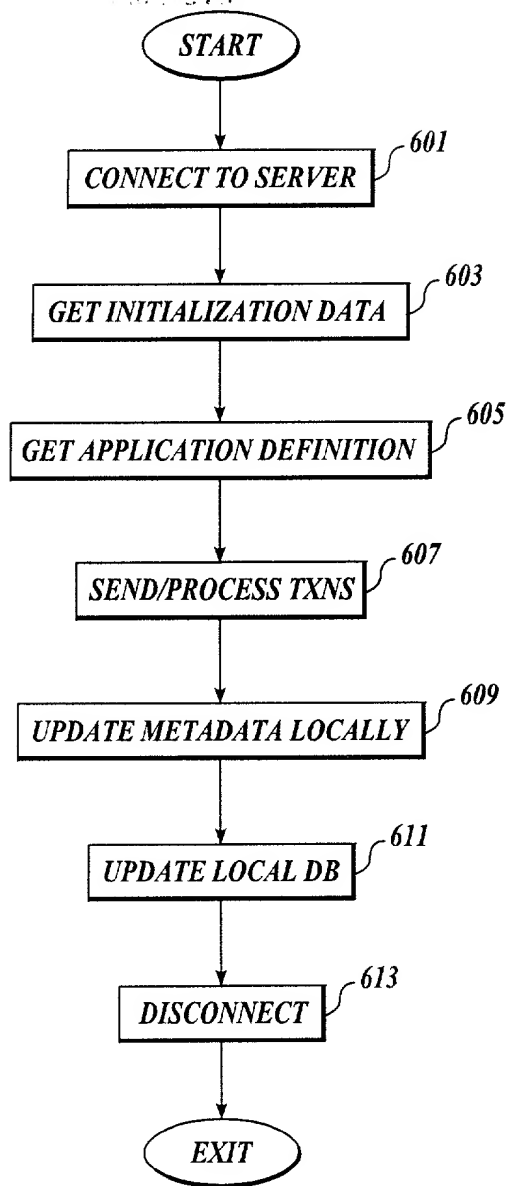 START
601
CONNECT TO SERVER
603
GET INITIALIZATION DATA
605
GET APPLICATION DEFINITION
607
SEND/PROCESS TXNS
609
UPDATE METADATA LOCALLY
611
UPDATE LOCAL DB
613
DISCONNECT
EXIT